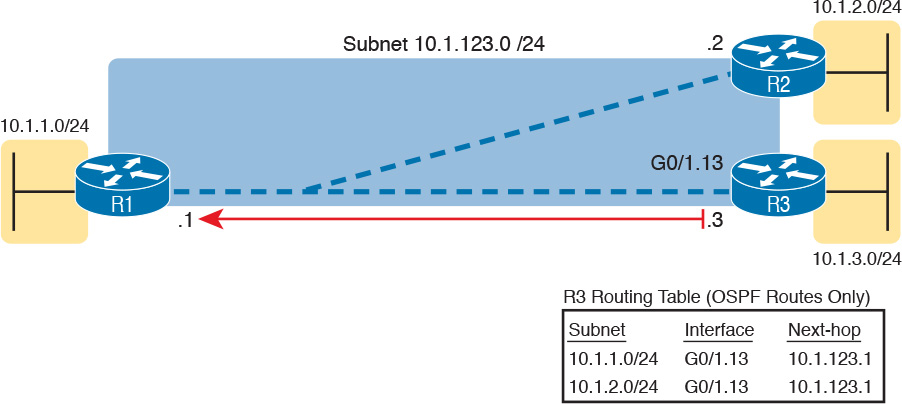 10.1.2.0/24
Subnet 10.1.123.0 /24
.2
R2
10.1.1.0/24
G0/1.13
R1
R3
.1
.3
10.1.3.0/24
R3 Routing Table (OSPF Routes Only)
Subnet Interface Next-hop
10.1.1.0/24 G0/1.13 10.1.123.1
10.1.2.0/24 G0/1.13 10.1.123.1